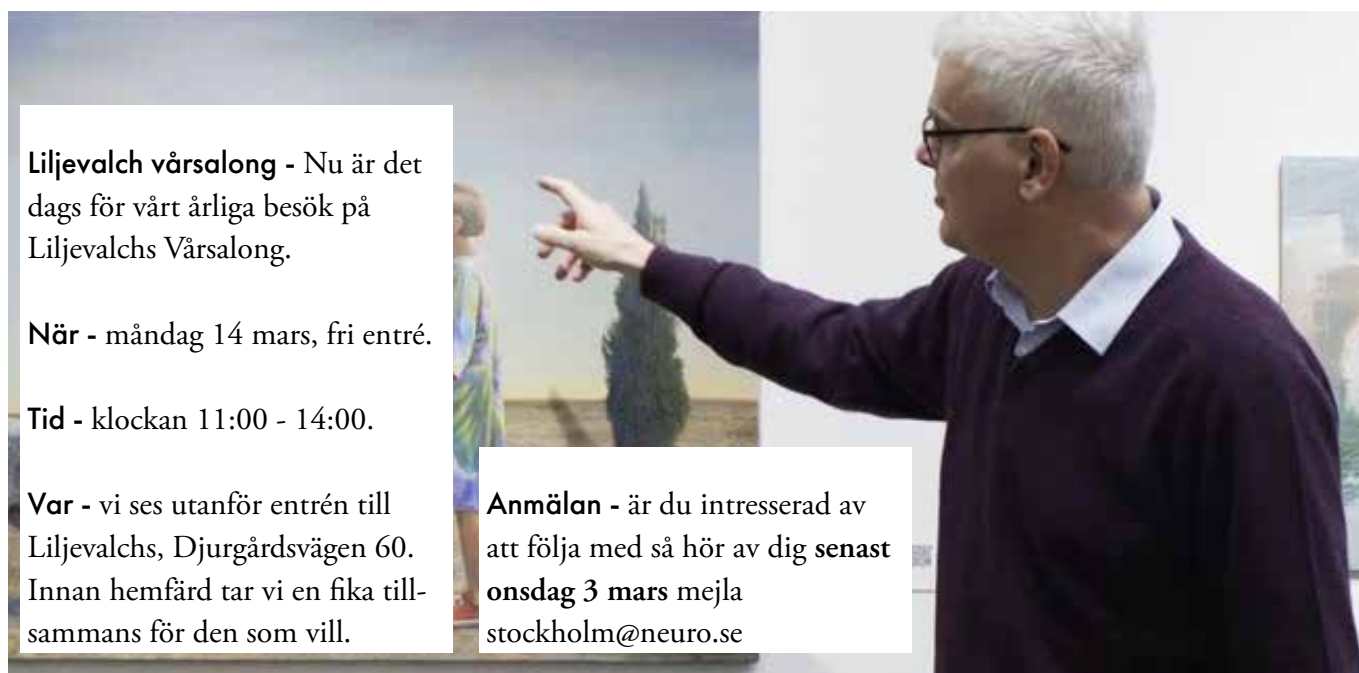 Liljevalch vårsalong - Nu är det
dags för vårt årliga besök på
Liljevalchs Vårsalong.
När - måndag 14 mars, fri entré.
Tid - klockan 11:00 - 14:00.
Var - vi ses utanför entrén till
Liljevalchs, Djurgårdsvägen 60.
Innan hemfärd tar vi en fika till-
sammans för den som vill.
Anmälan - är du intresserad av
att följa med så hör av dig senast
onsdag 3 mars mejla
stockholm@neuro.se